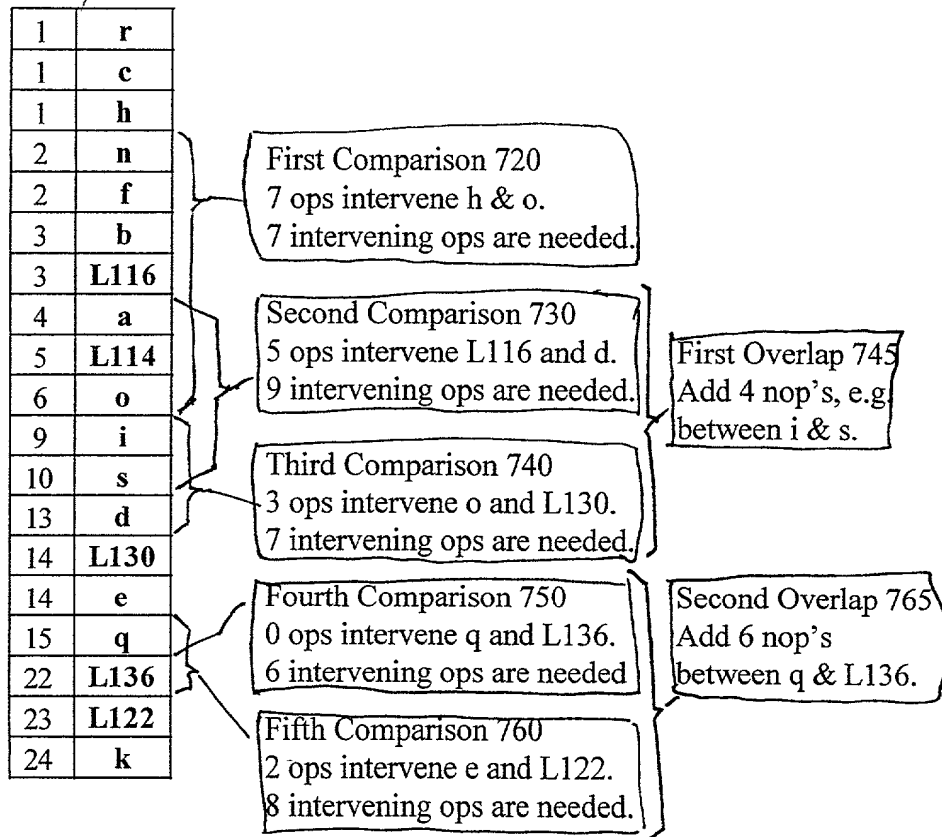 1 r
1 c
1 h
2 n
2 f
3 b
3 L116
4 a
5 L114
6 o
9 i
10 s
13 d
14 L130
14 e
15 q
22 L136
23 L122
24 k
First Comparison 720
7 ops intervene h & o.
7 intervening ops are needed.
Second Comparison 730
5 ops intervene L116 and d.
9 intervening ops are needed.
Third Comparison 740
3 ops intervene o and L130.
7 intervening ops are needed.
First Overlap 745
Add 4 nop's, e.g.
between i & s.
Fourth Comparison 750
0 ops intervene q and L136.
6 intervening ops are needed
Fifth Comparison 760
2 ops intervene e and L122.
8 intervening ops are needed.
Second Overlap 765
Add 6 nop's
between q & L136.